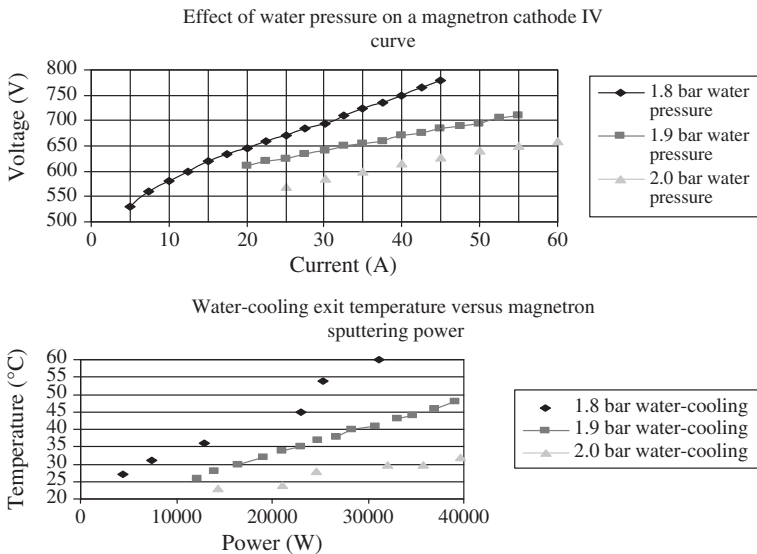 Effect of water pressure on a magnetron cathode IV
curve
800
750
700
650
600
550
500
0
10
20
30
40
50
60
Voltage (V)
Current (A)
1.8 bar water
pressure
1.9 bar water
pressure
2.0 bar water
pressure
Water-cooling exit temperature versus magnetron
sputtering power
60
55
50
45
40
35
30
25
20
0
10000
20000
30000
40000
Temperature (°C)
Power (W)
1.8 bar water-cooling
1.9 bar water-cooling
2.0 bar water-cooling